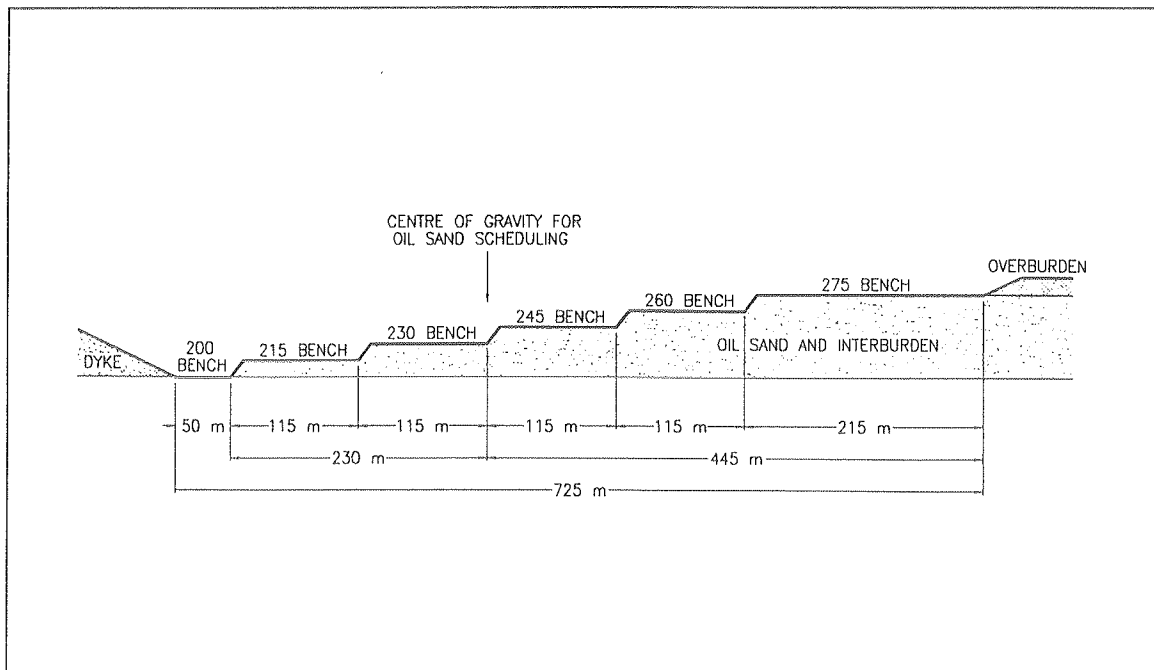 CENTRE OF GRAVITY FOR
OIL SAND SCHEDULING
OVERBURDEN
275 BENCH
260 BENCH
245 BENCH
230 BENCH
200
BENCH
215 BENCH
DYKE
OIL SAND AND INTERBURDEN
50 m
115 m
115 m
115 m
115 m
215 m
230 m
445 m
725 m